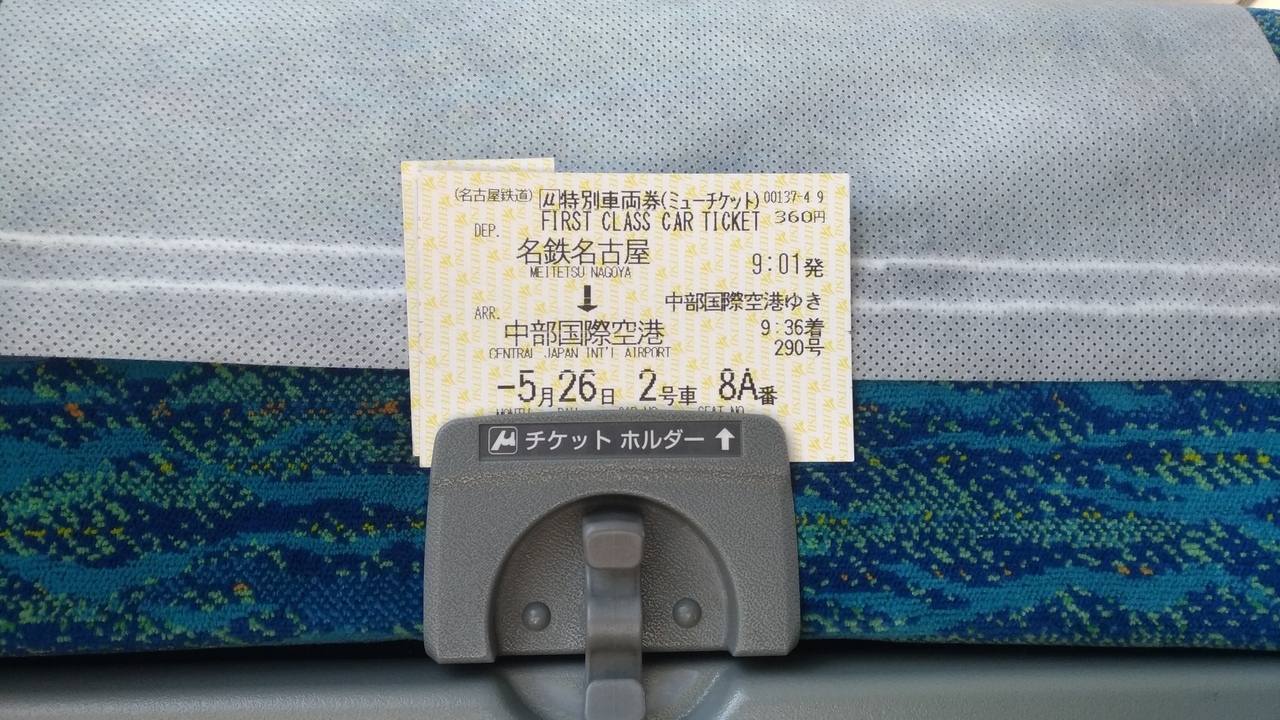 (名古屋鉄道) μ特別車両券(ミューチケット) 00137-4 9
FIRST CLASS CAR TICKET 360円
DEP.
名鉄名古屋 9:01発
MEITETSU NAGOYA
↓ 中部国際空港ゆき
ARR.
中部国際空港 9:36着
CENTRAL JAPAN INT'L AIRPORT 290号
-5月26日 2号車 8A番
MONTH DAY CAR NO. SEAT NO.
μ チケット ホルダー ↑